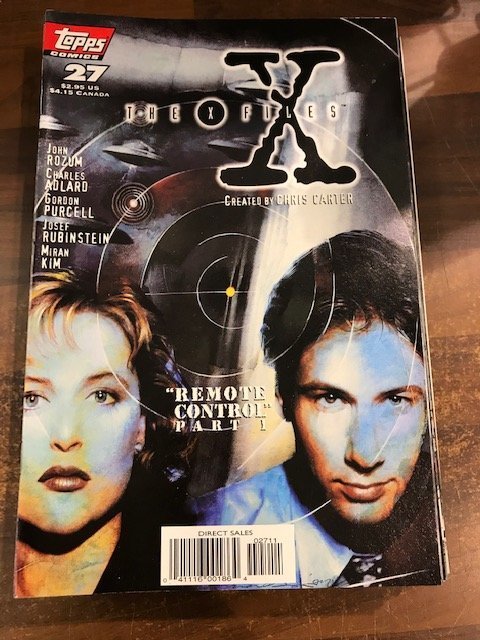 Topps
COMICS
27
$2.95 US
$4.15 CANADA
X
THE X FILES™
CREATED BY CHRIS CARTER
JOHN
ROZUM
CHARLES
ADLARD
GORDON
PURCELL
JOSEF
RUBINSTEIN
MIRAN
KIM
"REMOTE
CONTROL"
PART 1
DIRECT SALES
02711
0 41116 00186 4